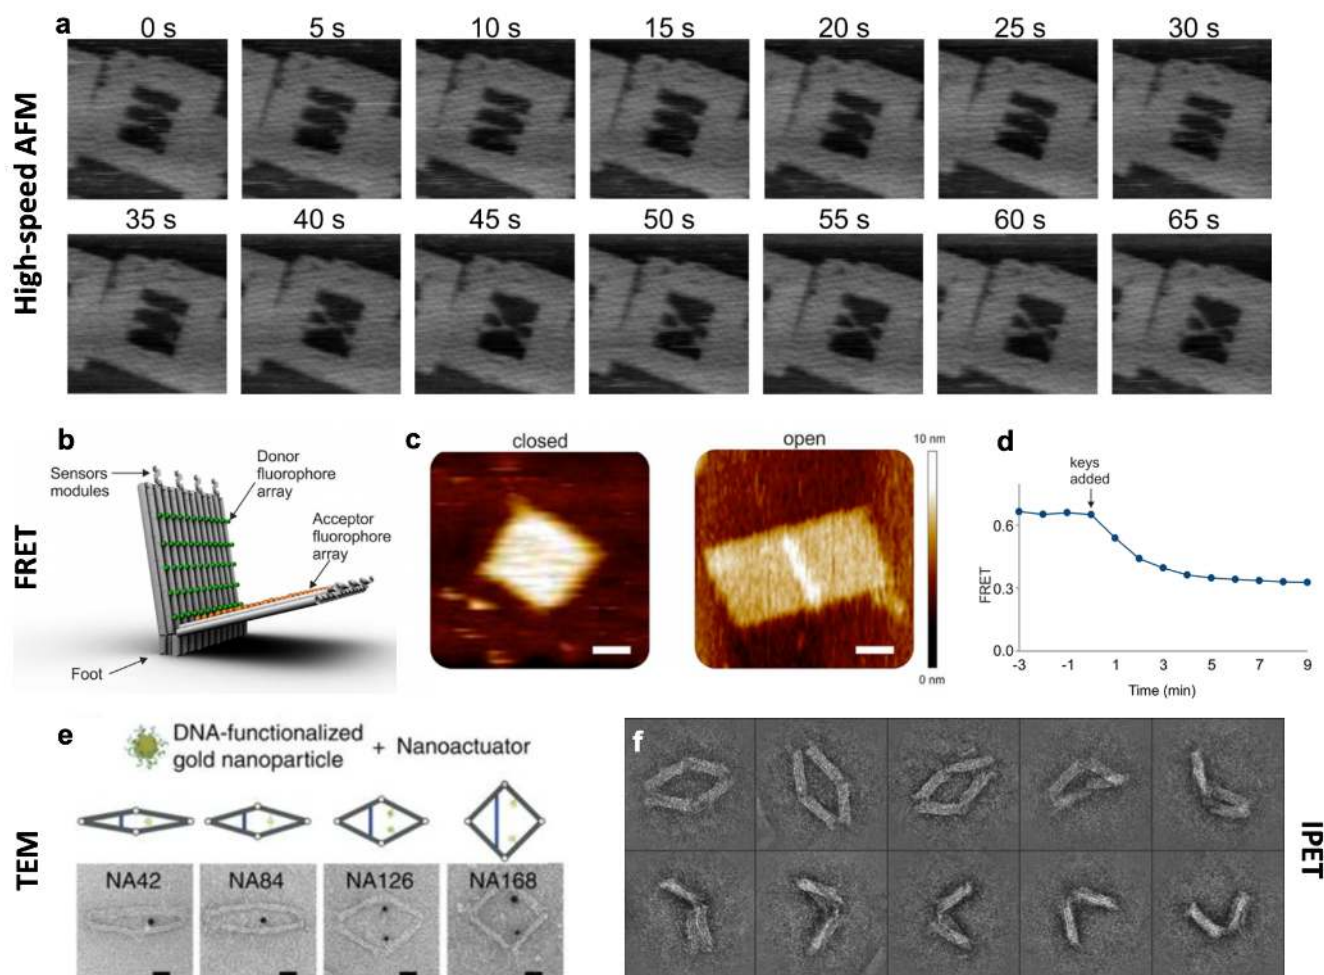 a
0 s
5 s
10 s
15 s
20 s
25 s
30 s
High-speed AFM
35 s
40 s
45 s
50 s
55 s
60 s
65 s
FRET
b
Sensors
modules
Donor
fluorophore
array
Acceptor
fluorophore
array
Foot
c
closed
open
10 nm
0 nm
d
keys
added
FRET
0.6
0.3
0.0
-3
-1
1
3
5
7
9
Time (min)
TEM
e
DNA-functionalized
gold nanoparticle
+ Nanoactuator
NA42
NA84
NA126
NA168
f
IPET